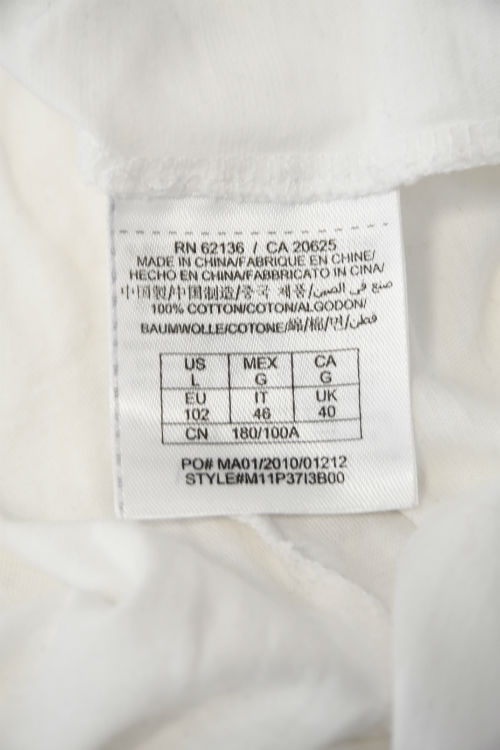 RN 62136 / CA 20625
MADE IN CHINA/FABRIQUE EN CHINE/
HECHO EN CHINA/FABBRICATO IN CINA/
中国製/中国制造/중국 제품/صنع في الصين/
100% COTTON/COTON/ALGODON/
BAUMWOLLE/COTONE/綿/棉/면/قطن
US MEX CA
L G G
EU IT UK
102 46 40
CN 180/100A
PO# MA01/2010/01212
STYLE#M11P37I3B00